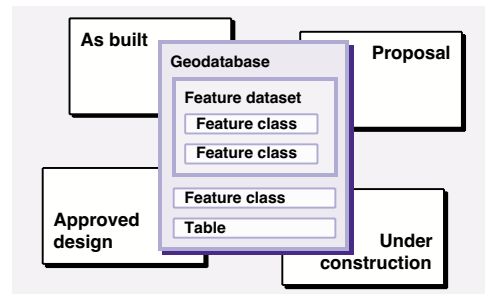 As built
Proposal
Geodatabase
Feature dataset
Feature class
Feature class
Feature class
Table
Approved
design
Under
construction